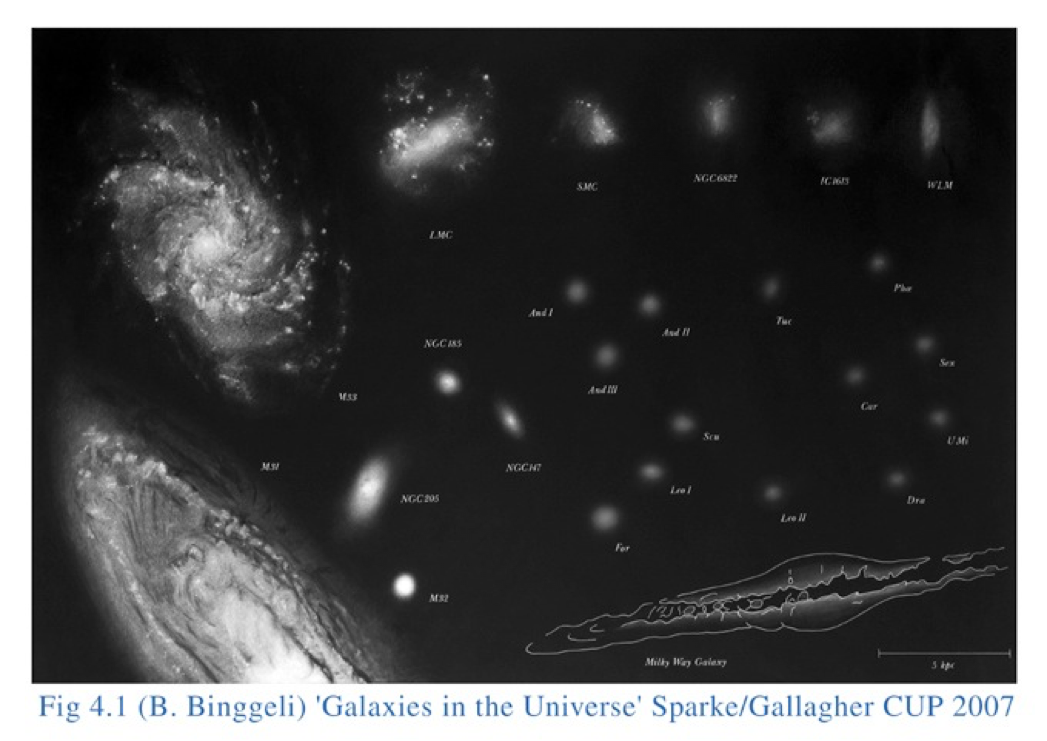 LMC
SMC
NGC6822
IC1613
WLM
And I
And II
Tuc
Phœ
NGC185
And III
Sex
M33
Car
Scu
UMi
M31
NGC147
NGC205
Leo I
Leo II
Dra
For
M32
Milky Way Galaxy
5 kpc
Fig 4.1 (B. Binggeli) 'Galaxies in the Universe' Sparke/Gallagher CUP 2007